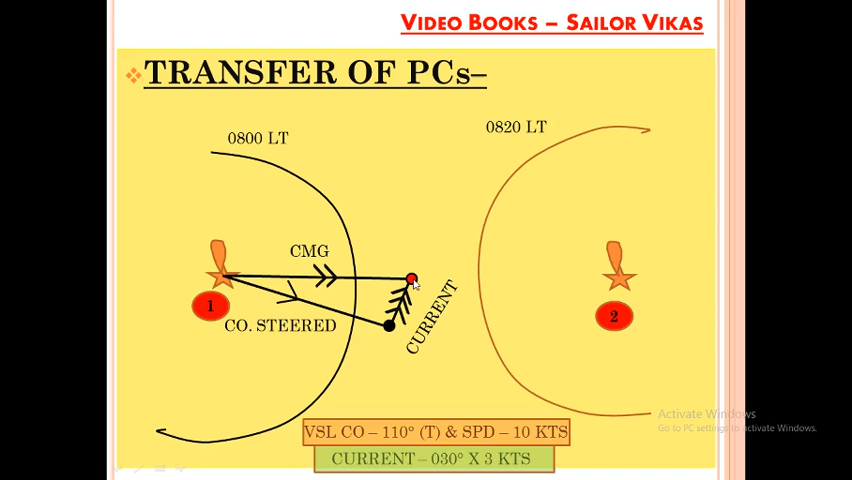 VIDEO BOOKS – SAILOR VIKAS
TRANSFER OF PCs–
0800 LT
0820 LT
CMG
CURRENT
1
CO. STEERED
2
VSL CO – 110° (T) & SPD – 10 KTS
CURRENT – 030° X 3 KTS
Activate Windows
Go to PC settings to activate Windows.